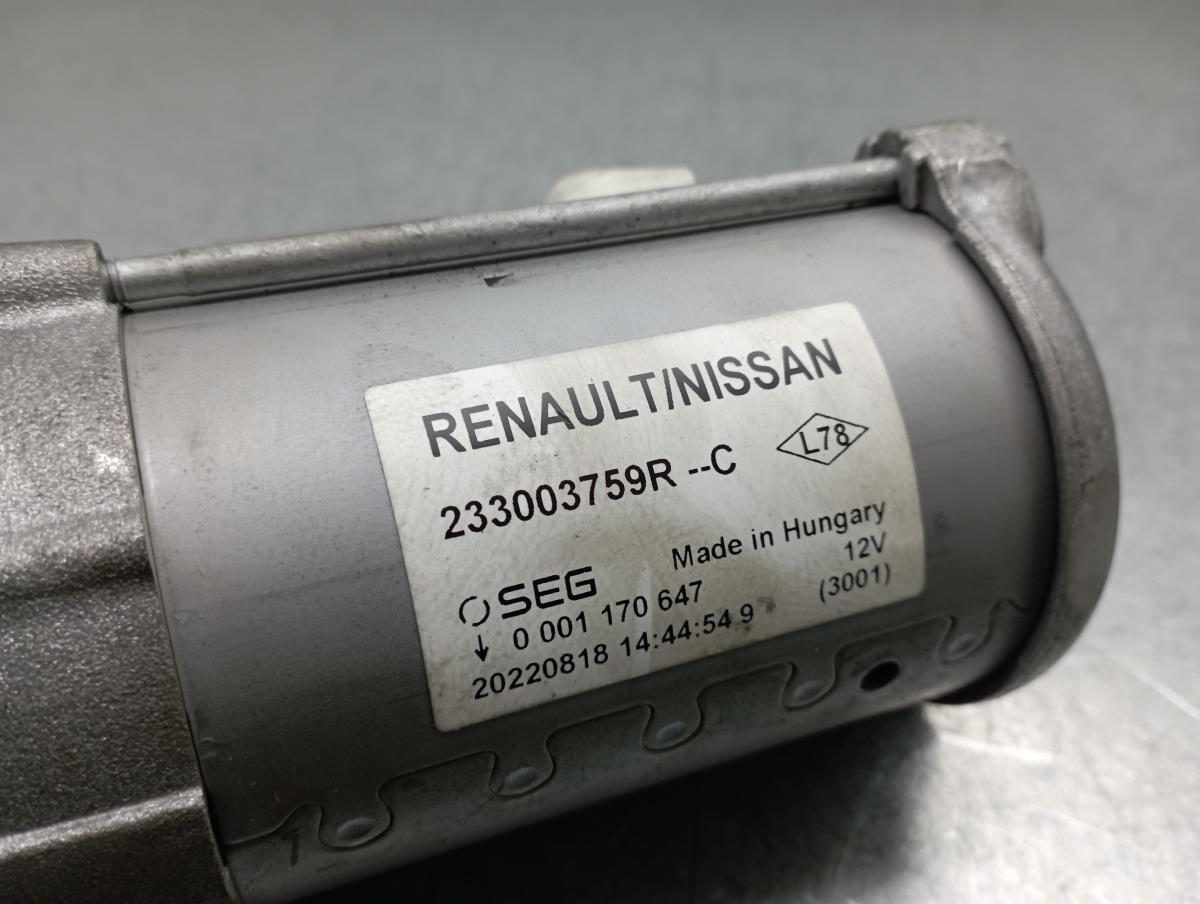 RENAULT/NISSAN
233003759R --C
L78
Made in Hungary
SEG
12V
↓ 0 001 170 647
(3001)
20220818 14:44:54 9